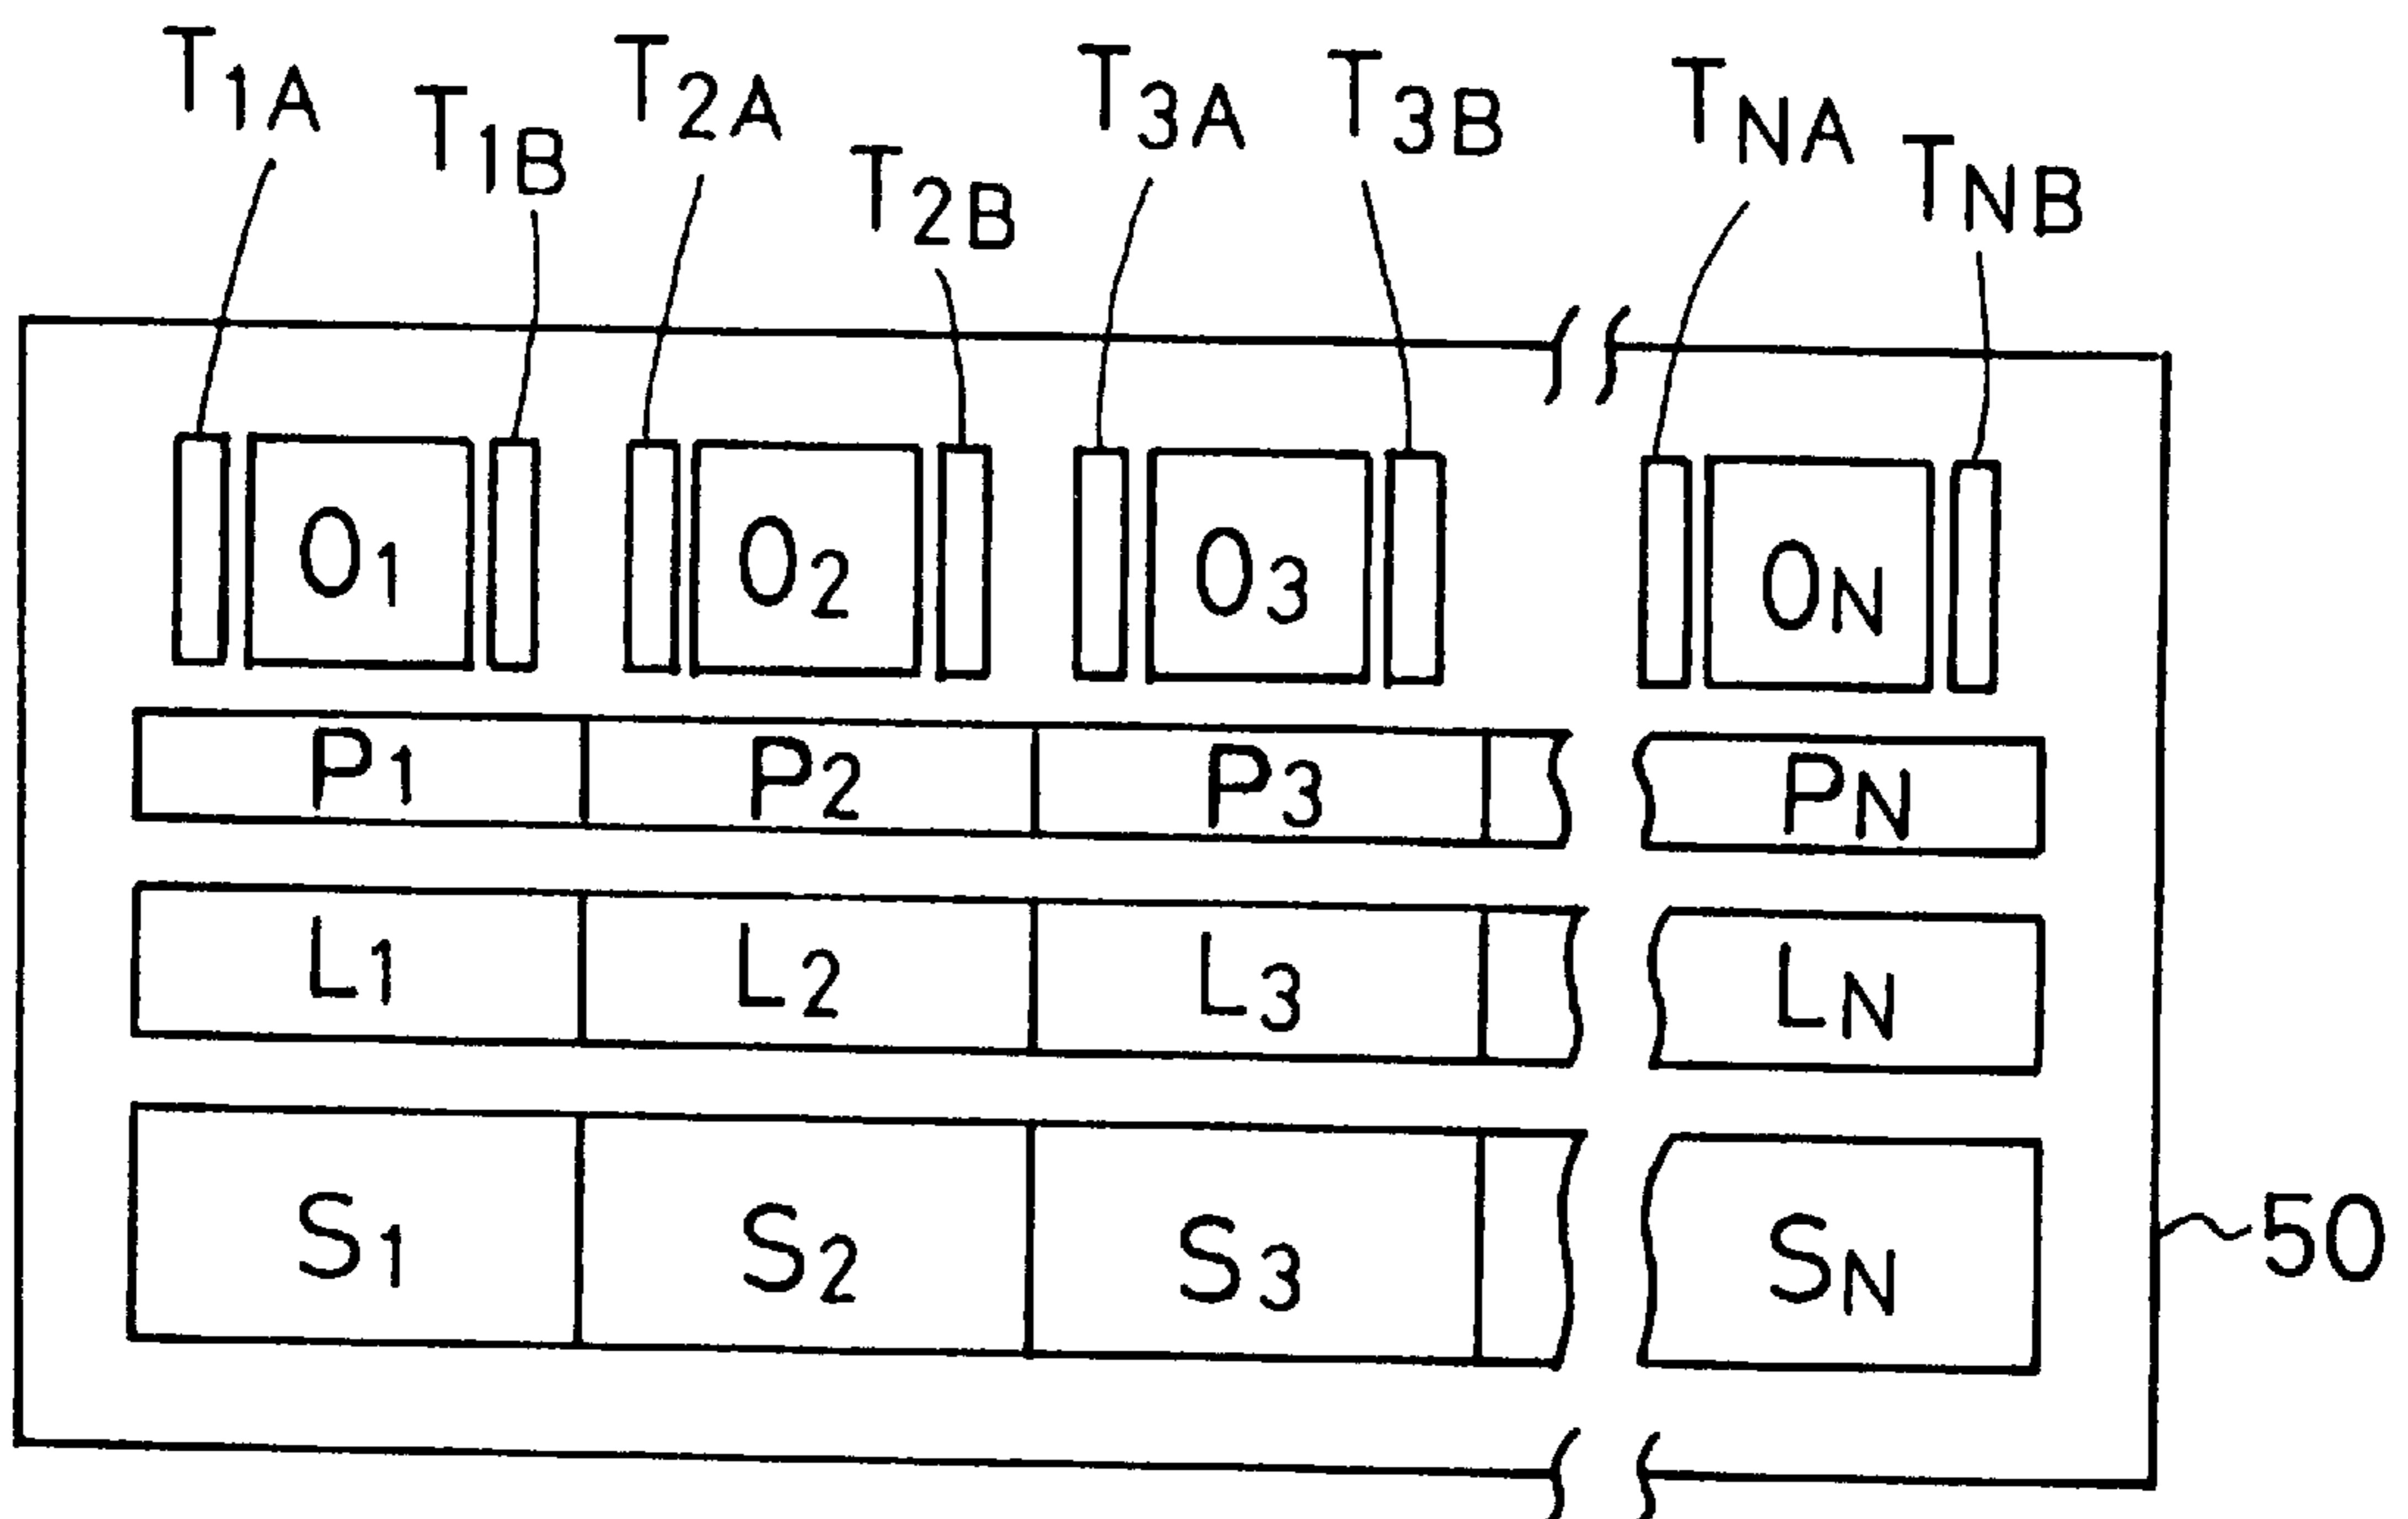 T1A T1B T2A T2B T3A T3B TNA TNB
O1 O2 O3 ON
P1 P2 P3 PN
L1 L2 L3 LN
S1 S2 S3 SN
50